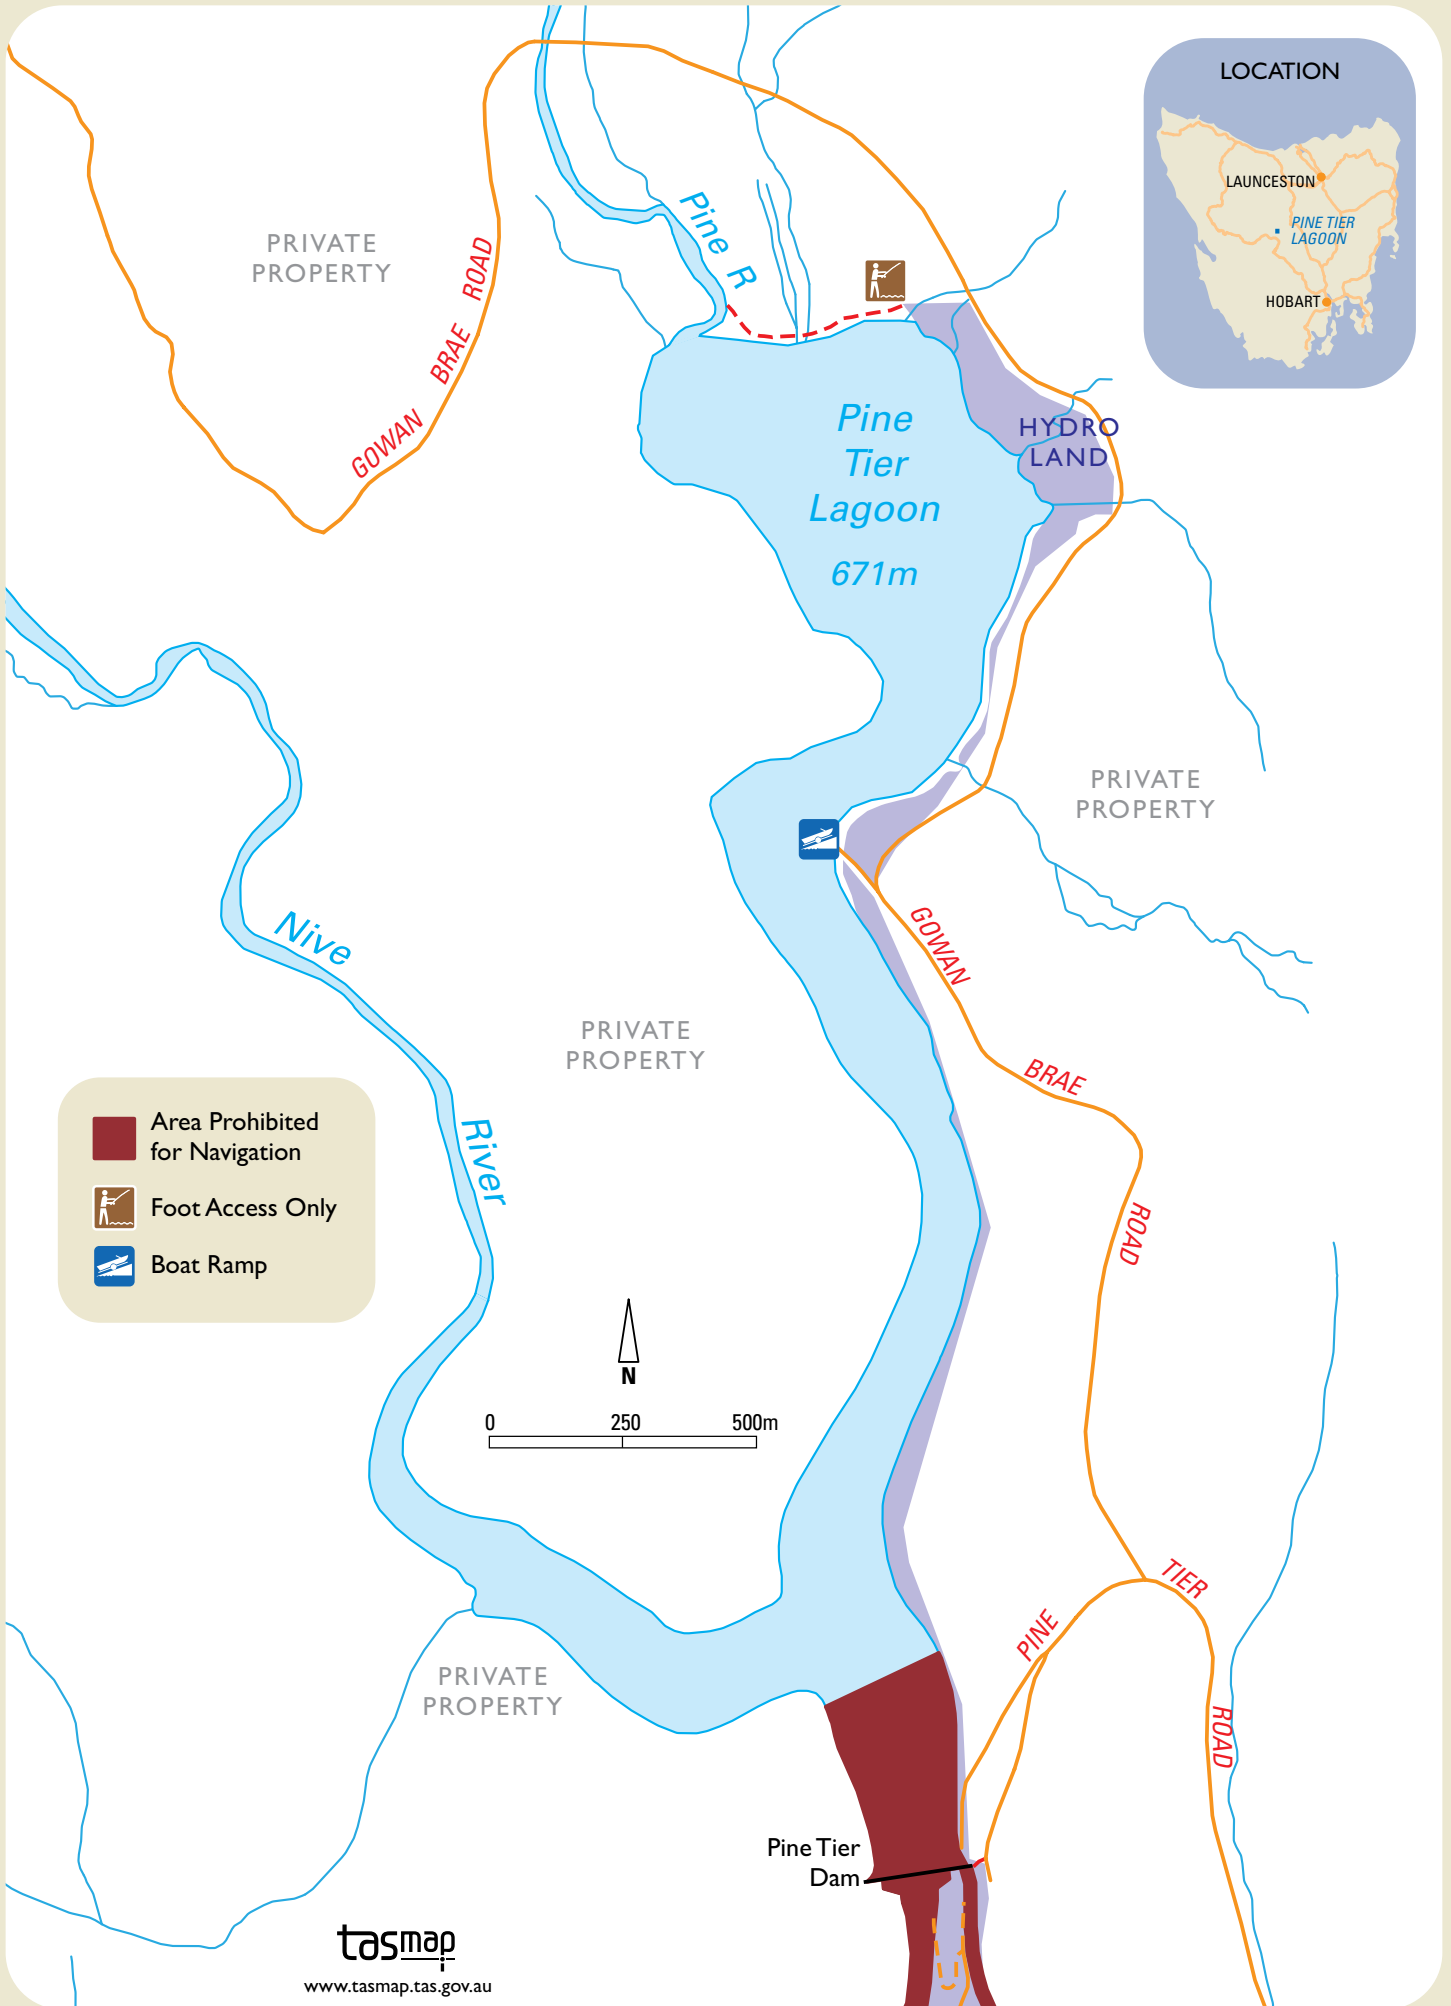 LOCATION
LAUNCESTON
PINE TIER
LAGOON
HOBART
PRIVATE
PROPERTY
GOWAN BRAE ROAD
Pine R
Pine
Tier
Lagoon
671m
HYDRO
LAND
PRIVATE
PROPERTY
Nive River
PRIVATE
PROPERTY
GOWAN BRAE ROAD
Area Prohibited
for Navigation
Foot Access Only
Boat Ramp
N
0 250 500m
PINE TIER ROAD
PRIVATE
PROPERTY
Pine Tier
Dam
tasmap
www.tasmap.tas.gov.au